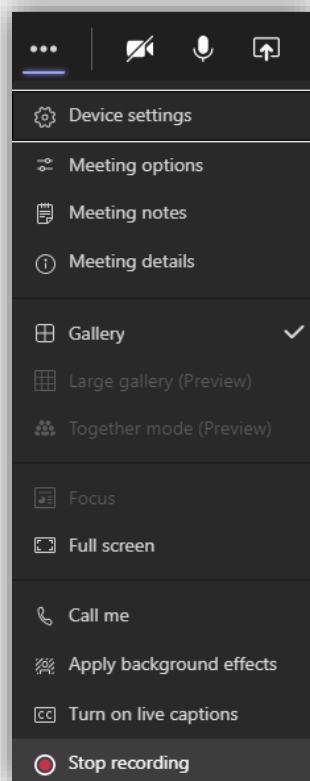 Device settings
Meeting options
Meeting notes
Meeting details
Gallery
Large gallery (Preview)
Together mode (Preview)
Focus
Full screen
Call me
Apply background effects
CC Turn on live captions
Stop recording